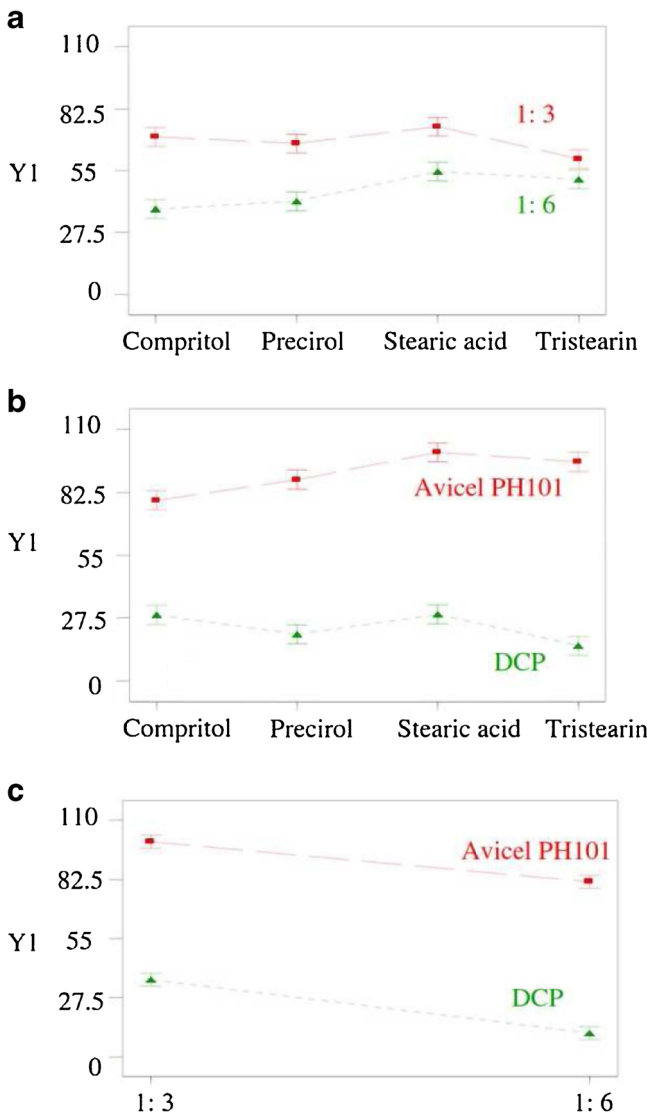 a
110
82.5
1: 3
Y1
55
1: 6
27.5
0
Compritol Precirol Stearic acid Tristearin
b
110
82.5
Avicel PH101
Y1
55
27.5
DCP
0
Compritol Precirol Stearic acid Tristearin
c
110
Avicel PH101
82.5
Y1
55
DCP
27.5
0
1: 3 1: 6